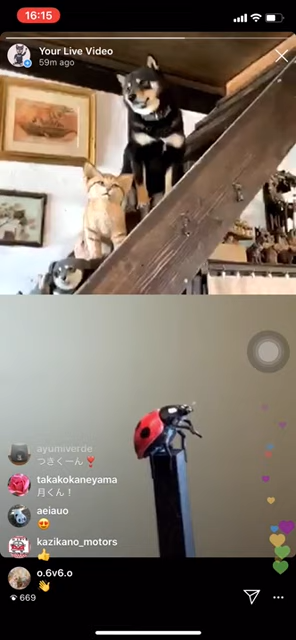 16:15
Your Live Video
59m ago
ayumiverde
つきくーん❣️
takakokaneyama
月くん！
aeiauo
😍
kazikano_motors
👍
o.6v6.o
👋
669